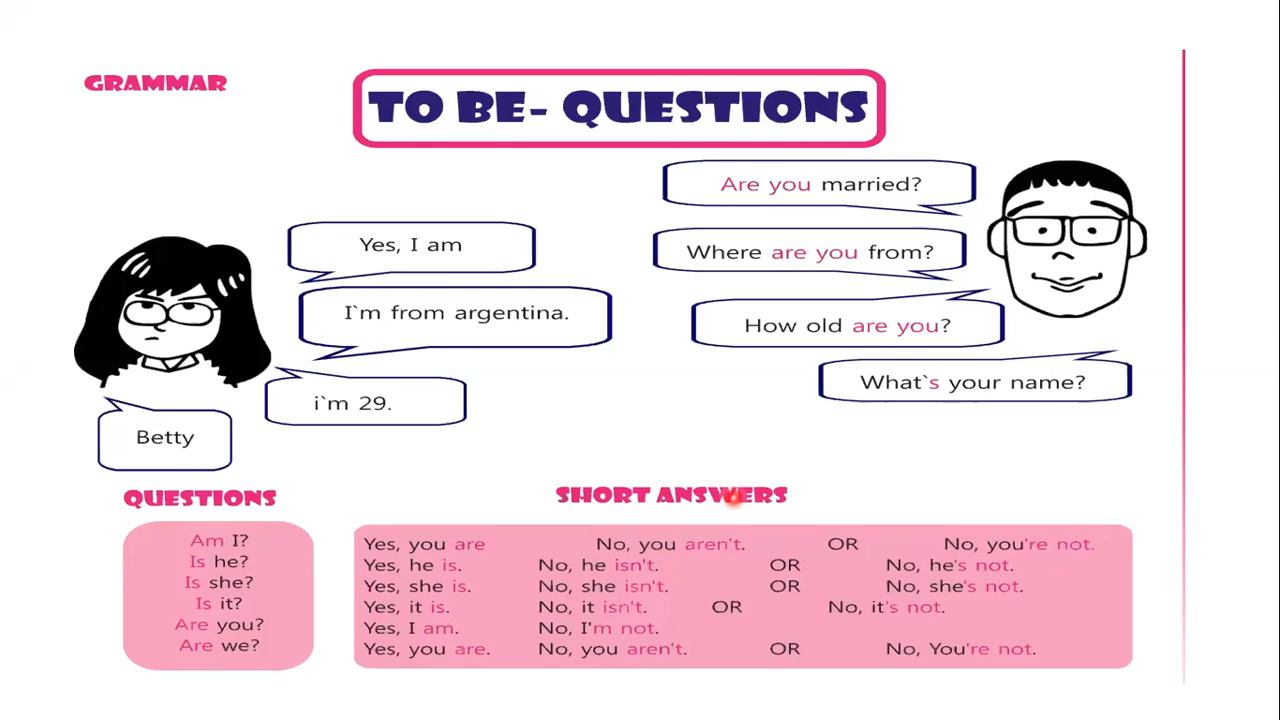 GRAMMAR
TO BE- QUESTIONS
Are you married?
Yes, I am
Where are you from?
I`m from argentina.
How old are you?
i`m 29.
What`s your name?
Betty
QUESTIONS
Am I?
Is he?
Is she?
Is it?
Are you?
Are we?
SHORT ANSWERS
Yes, you are No, you aren't. OR No, you're not.
Yes, he is. No, he isn't. OR No, he's not.
Yes, she is. No, she isn't. OR No, she's not.
Yes, it is. No, it isn't. OR No, it's not.
Yes, I am. No, I'm not.
Yes, you are. No, you aren't. OR No, You're not.